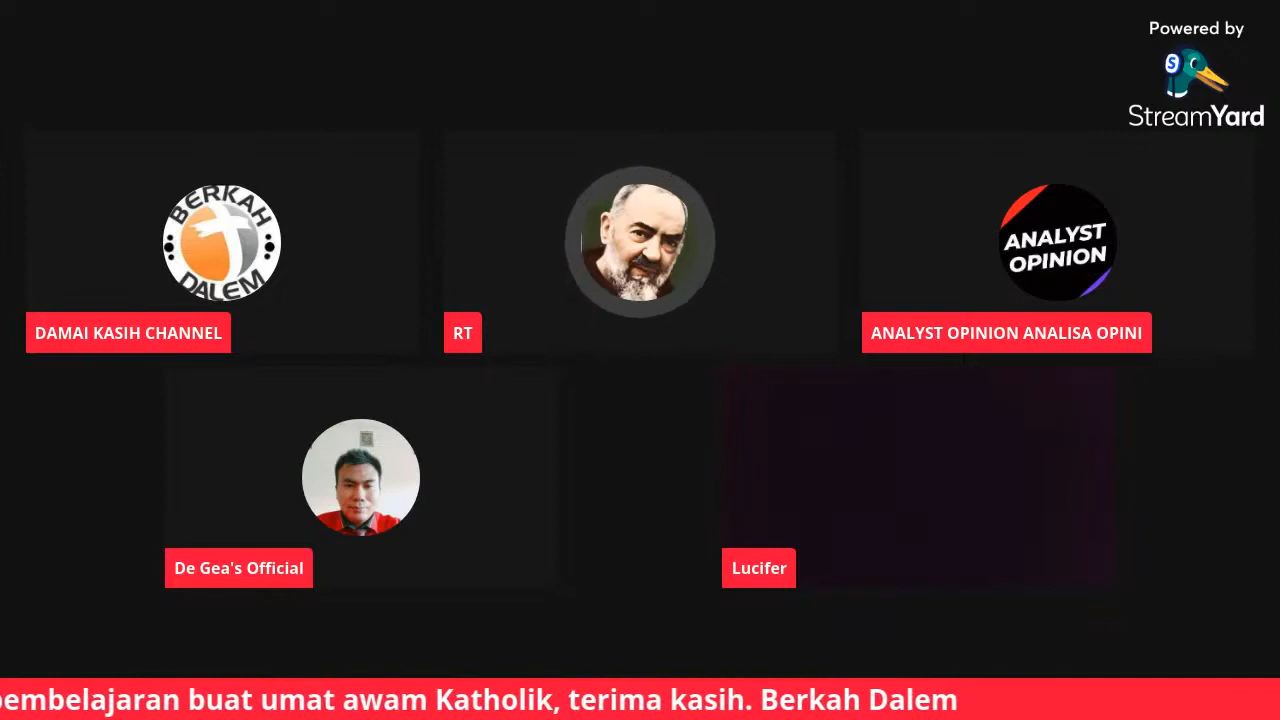 Powered by
S
StreamYard
BERKAH
DALEM
ANALYST
OPINION
DAMAI KASIH CHANNEL
RT
ANALYST OPINION ANALISA OPINI
De Gea's Official
Lucifer
pembelajaran buat umat awam Katholik, terima kasih. Berkah Dalem